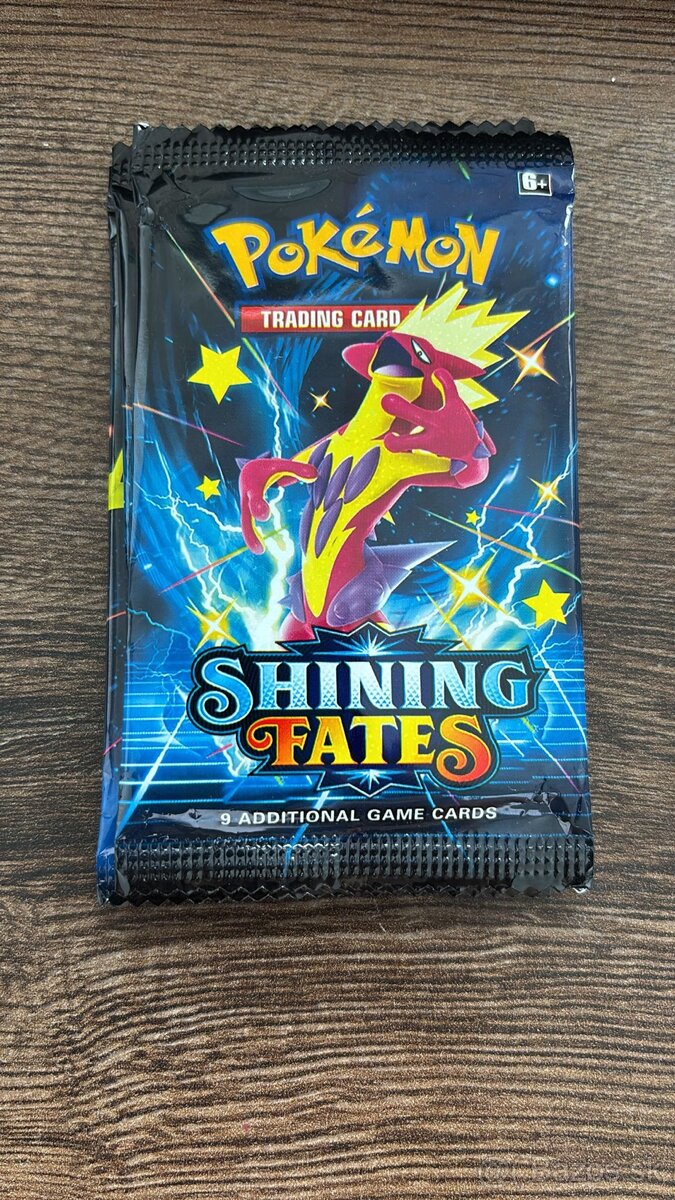 6+
POKéMON
TRADING CARD
SHINING
FATES
9 ADDITIONAL GAME CARDS